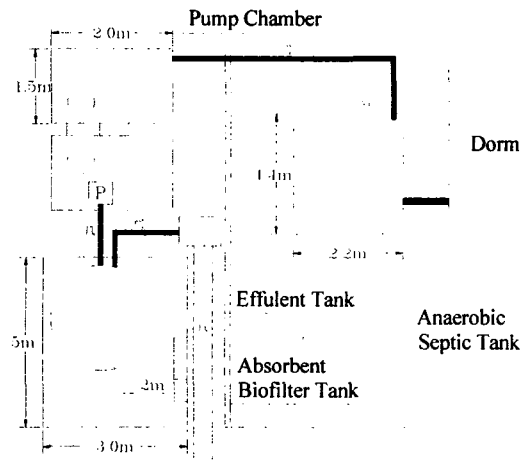 Pump Chamber
2.0m
1.5m
Dorm
1.4m
P
2.2m
Effulent Tank
Anaerobic
Septic Tank
5m
Absorbent
Biofilter Tank
2m
3.0m